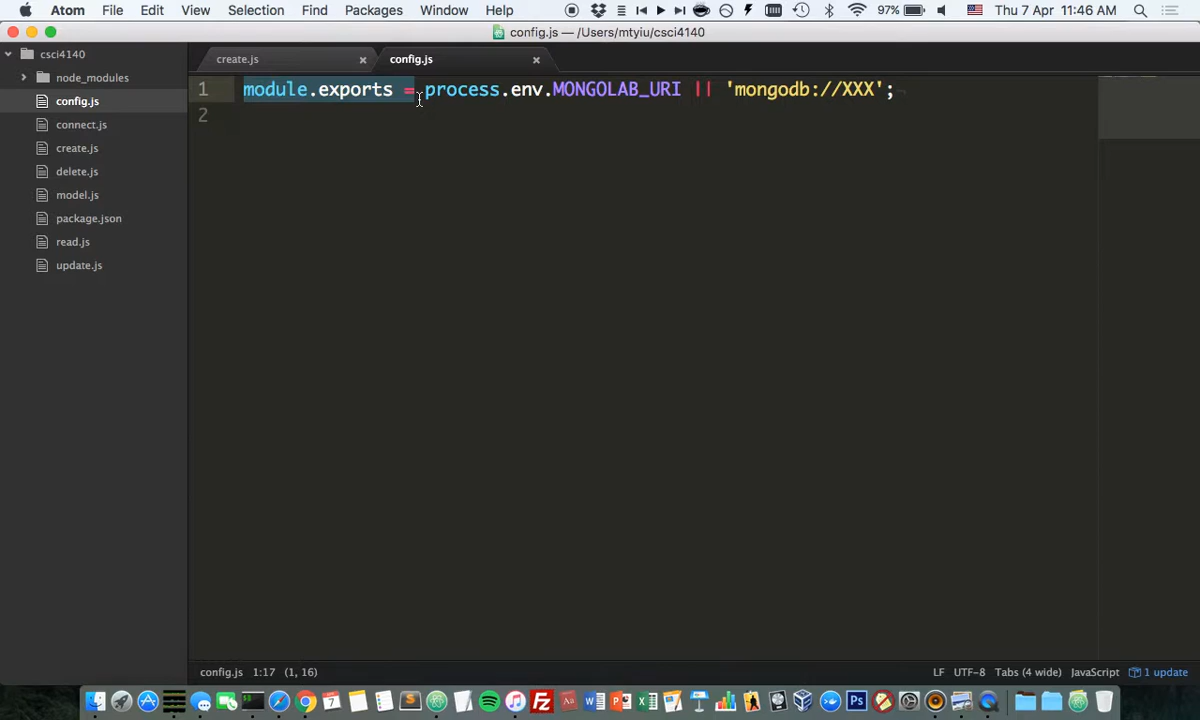 Atom File Edit View Selection Find Packages Window Help 97% Thu 7 Apr 11:46 AM
config.js — /Users/mtyiu/csci4140
csci4140
node_modules
config.js
connect.js
create.js
delete.js
model.js
package.json
read.js
update.js
create.js config.js
1 module.exports = process.env.MONGOLAB_URI || 'mongodb://XXX';
2
config.js 1:17 (1, 16) LF UTF-8 Tabs (4 wide) JavaScript 1 update